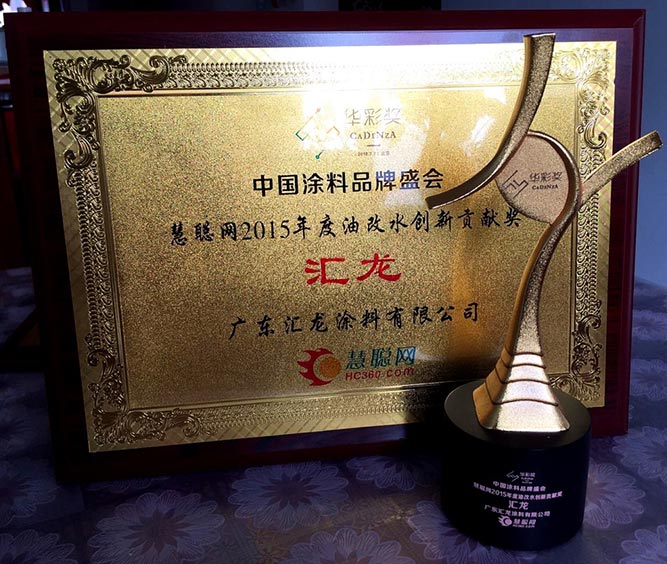 华彩奖
CaDiNzA
中国涂料品牌盛会
慧聪网2015年度油改水创新贡献奖
汇龙
广东汇龙涂料有限公司
慧聪网
HC360.com
华彩奖
CaDiNzA
华彩奖
中国涂料品牌盛会
慧聪网2015年度油改水创新贡献奖
汇龙
广东汇龙涂料有限公司
慧聪网
HC360.com